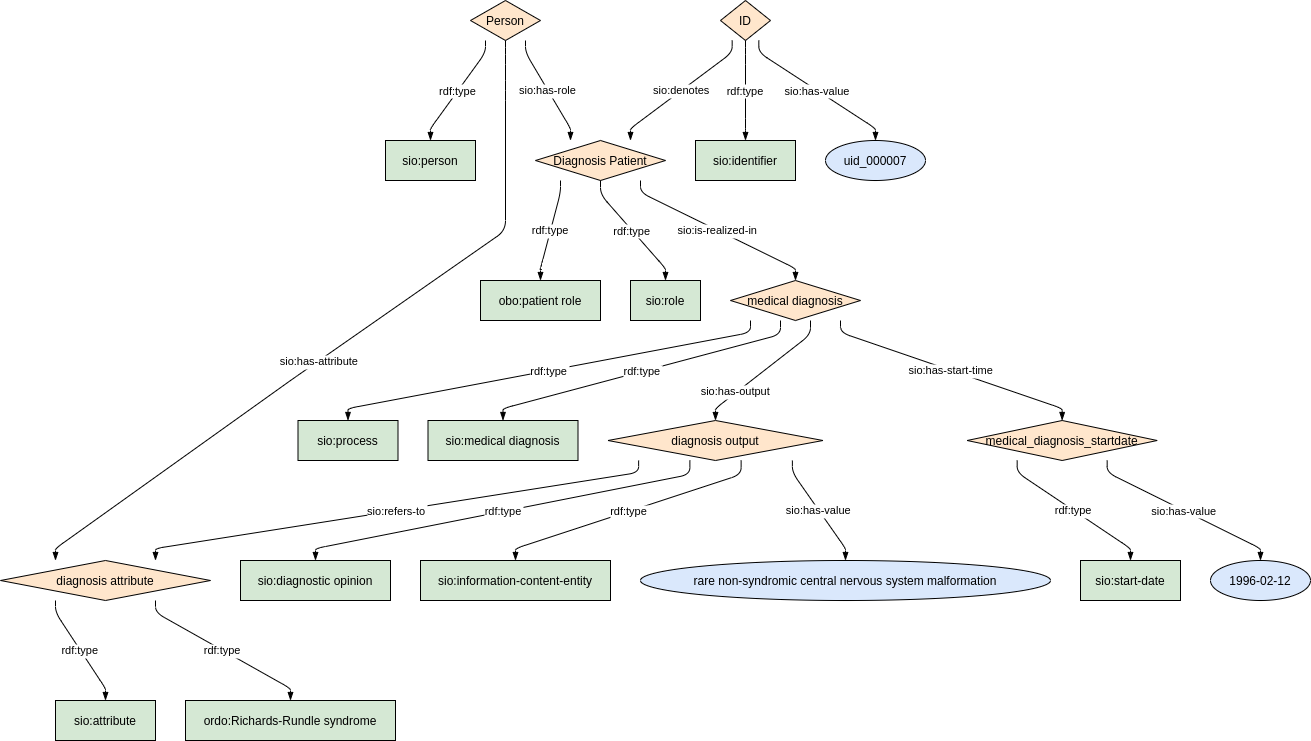 Person
ID
rdf:type
sio:has-role
sio:denotes
rdf:type
sio:has-value
sio:person
Diagnosis Patient
sio:identifier
uid_000007
rdf:type
rdf:type
sio:is-realized-in
obo:patient role
sio:role
medical diagnosis
sio:has-attribute
rdf:type
rdf:type
sio:has-output
sio:has-start-time
sio:process
sio:medical diagnosis
diagnosis output
medical_diagnosis_startdate
sio:refers-to
rdf:type
rdf:type
sio:has-value
rdf:type
sio:has-value
diagnosis attribute
sio:diagnostic opinion
sio:information-content-entity
rare non-syndromic central nervous system malformation
sio:start-date
1996-02-12
rdf:type
rdf:type
sio:attribute
ordo:Richards-Rundle syndrome